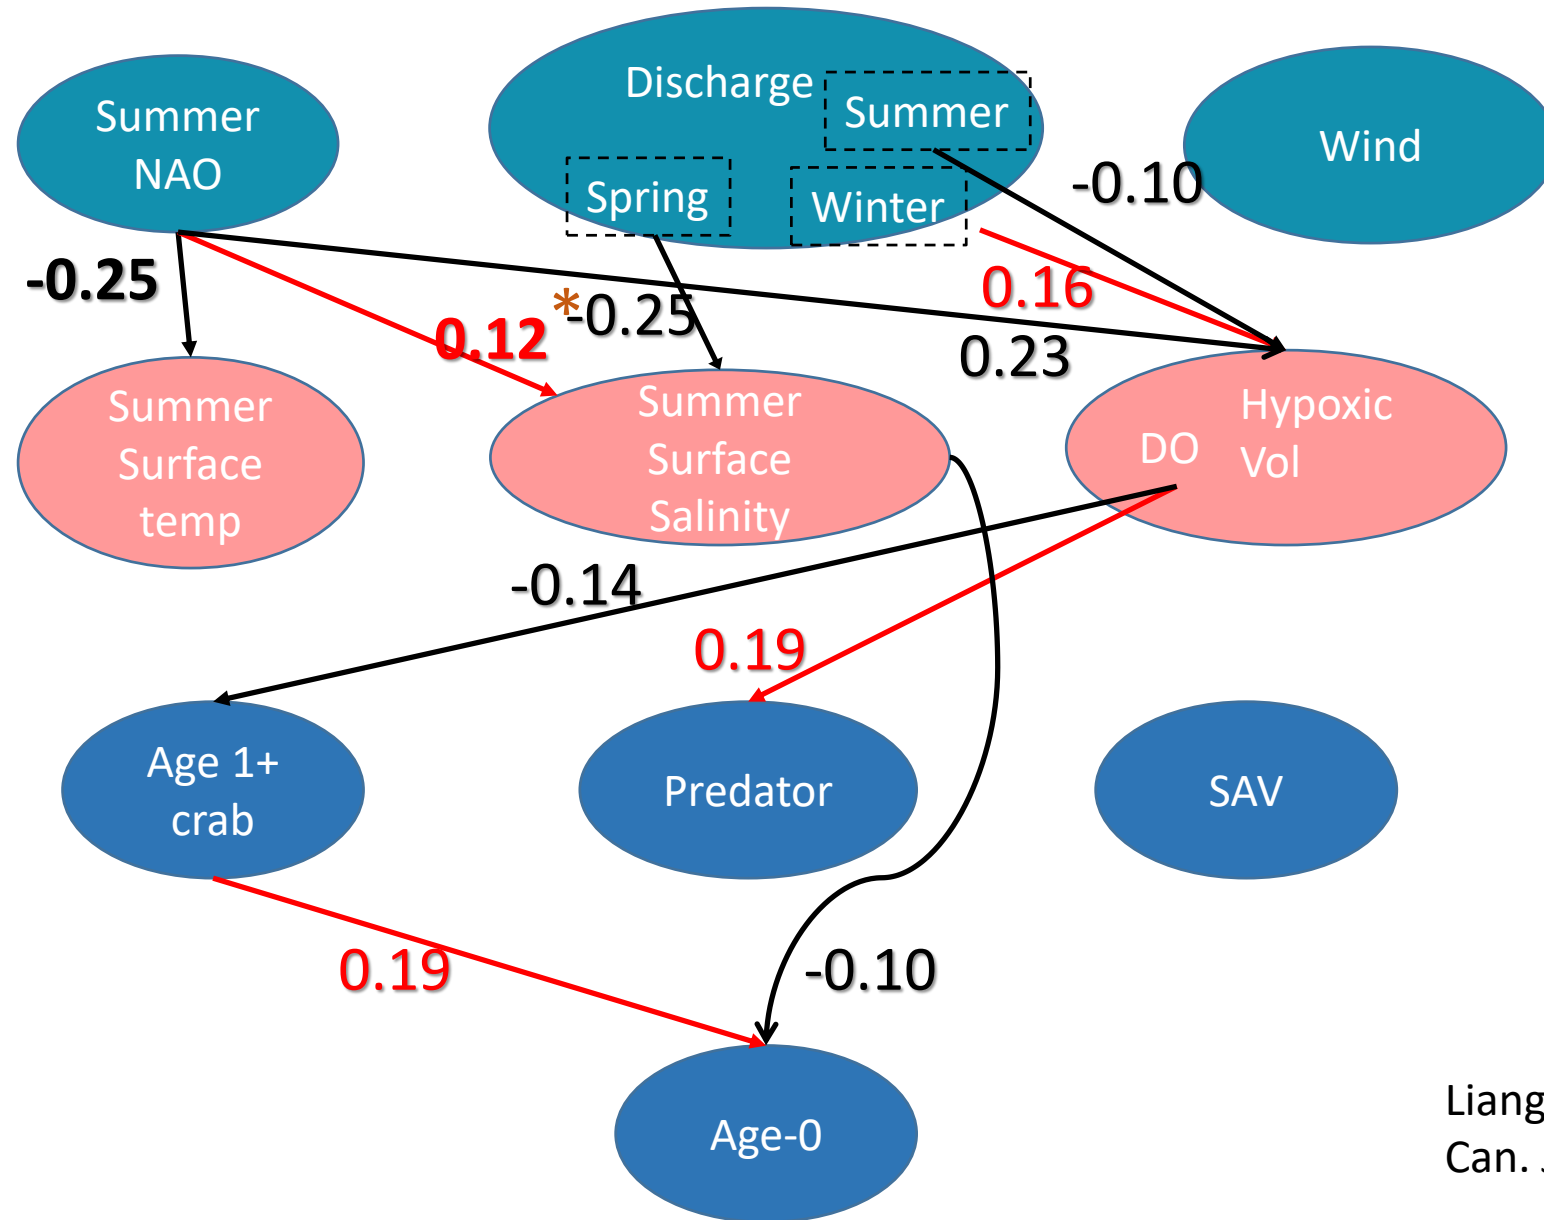 Summer
NAO
Discharge
Summer
Spring
Winter
Wind
-0.25
0.12
*-0.25
0.16
-0.10
0.23
Summer
Surface
temp
Summer
Surface
Salinity
DO
Hypoxic
Vol
-0.14
0.19
Age 1+
crab
Predator
SAV
0.19
-0.10
Age-0
Liang
Can.